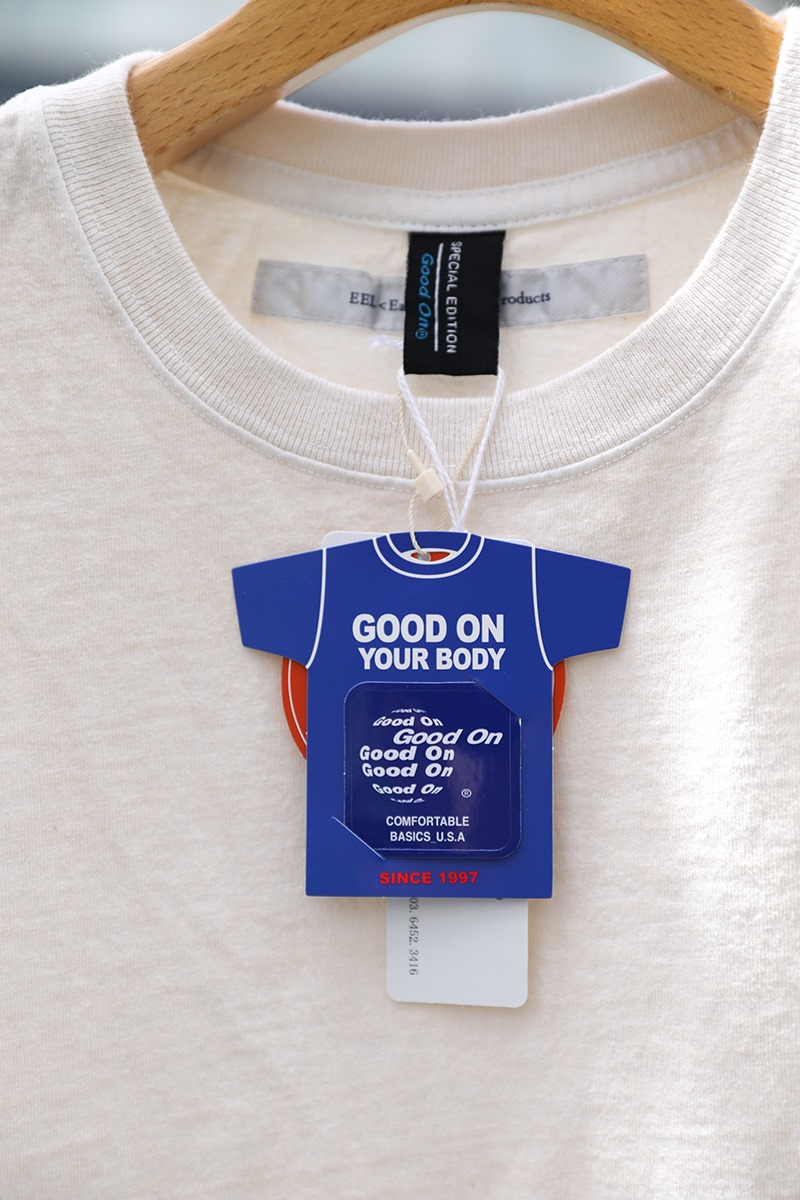 EEL < Ea
roducts
SPECIAL EDITION
Good On®
GOOD ON
YOUR BODY
Good On
Good On
Good On
Good On
Good On
®
COMFORTABLE
BASICS_U.S.A
SINCE 1997
03. 6452. 3416